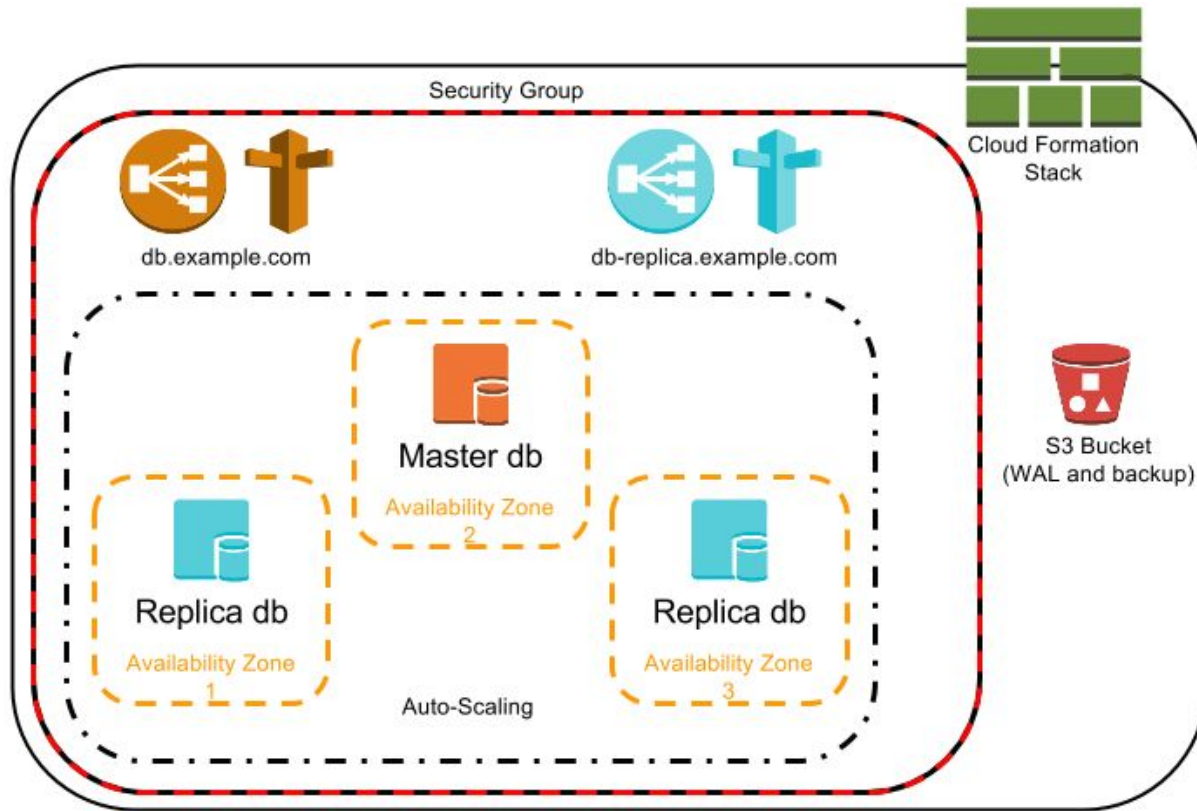 Security Group
Cloud Formation
Stack
db.example.com
db-replica.example.com
Master db
Availability Zone
2
S3 Bucket
(WAL and backup)
Replica db
Availability Zone
1
Replica db
Availability Zone
3
Auto-Scaling